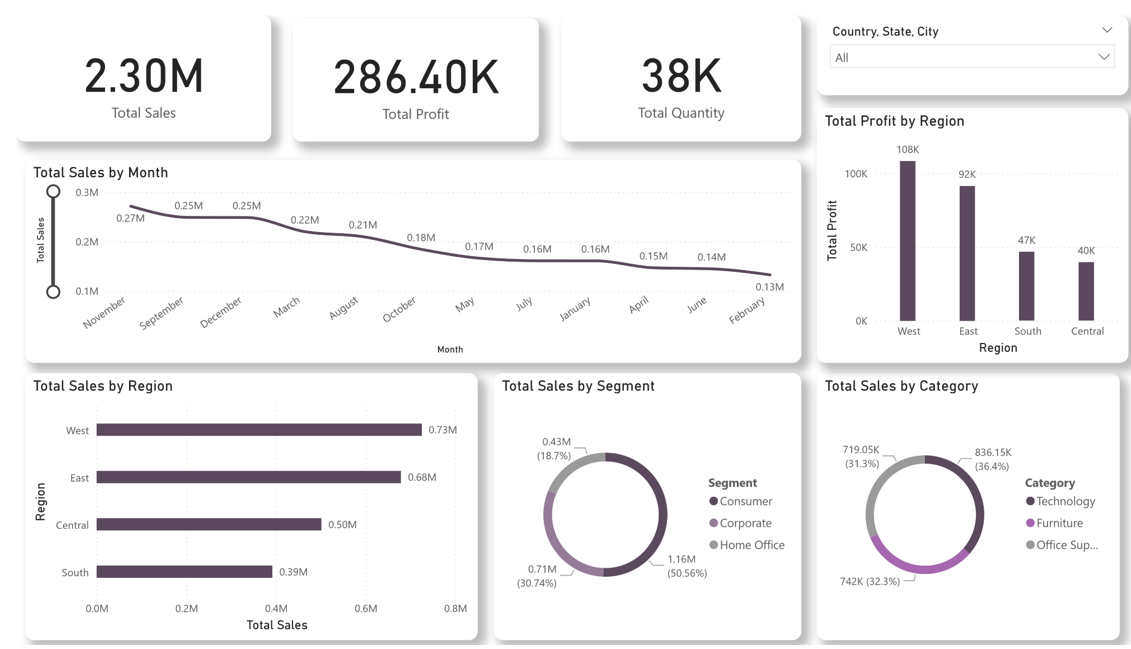 2.30M
Total Sales
286.40K
Total Profit
38K
Total Quantity
Country, State, City
All
Total Sales by Month
Total Sales
0.3M
0.2M
0.1M
0.27M
0.25M
0.25M
0.22M
0.21M
0.18M
0.17M
0.16M
0.16M
0.15M
0.14M
0.13M
November
September
December
March
August
October
May
July
January
April
June
February
Month
Total Profit by Region
Total Profit
100K
50K
0K
108K
92K
47K
40K
West
East
South
Central
Region
Total Sales by Region
Region
West
0.73M
East
0.68M
Central
0.50M
South
0.39M
0.0M
0.2M
0.4M
0.6M
0.8M
Total Sales
Total Sales by Segment
0.43M
(18.7%)
0.71M
(30.74%)
1.16M
(50.56%)
Segment
Consumer
Corporate
Home Office
Total Sales by Category
719.05K
(31.3%)
836.15K
(36.4%)
742K (32.3%)
Category
Technology
Furniture
Office Sup...